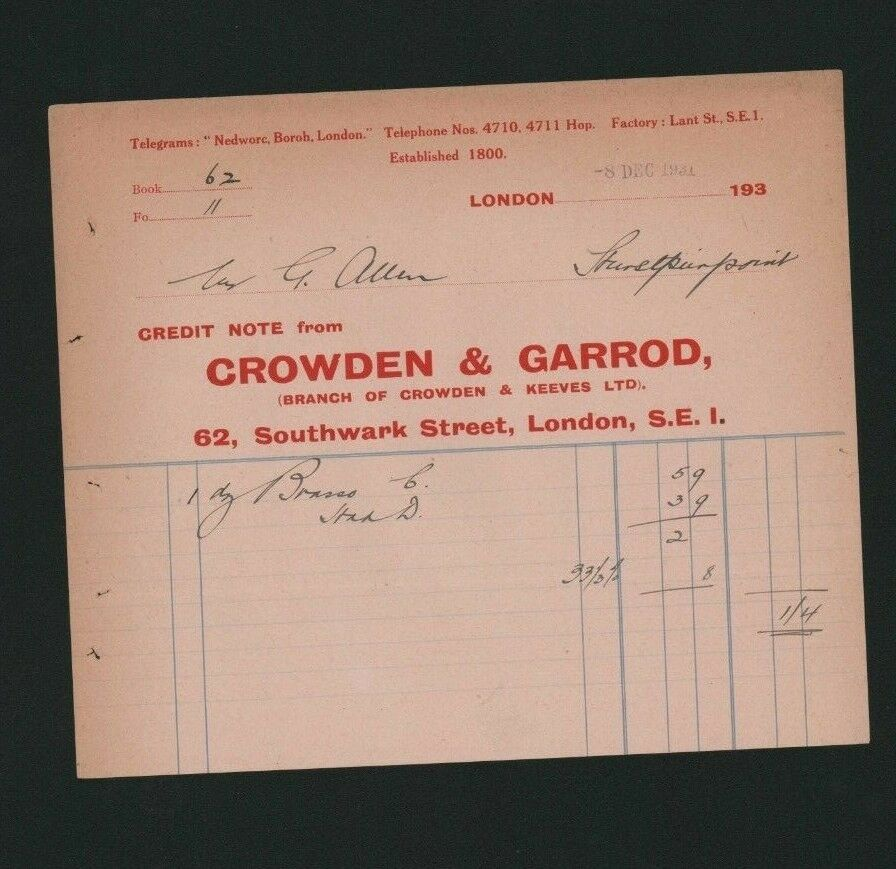 Telegrams: "Nedworc, Boroh, London." Telephone Nos. 4710, 4711 Hop. Factory: Lant St., S.E.1.
Established 1800.
Book 62
-8 DEC 1931
LONDON 193
Fo. 11
G. Allen Hurstpierpoint
CREDIT NOTE from
CROWDEN & GARROD,
(BRANCH OF CROWDEN & KEEVES LTD).
62, Southwark Street, London, S.E. 1.
1 dz Brasso C. 5 9
D. 3 9
2
33⅓% 8
1/4